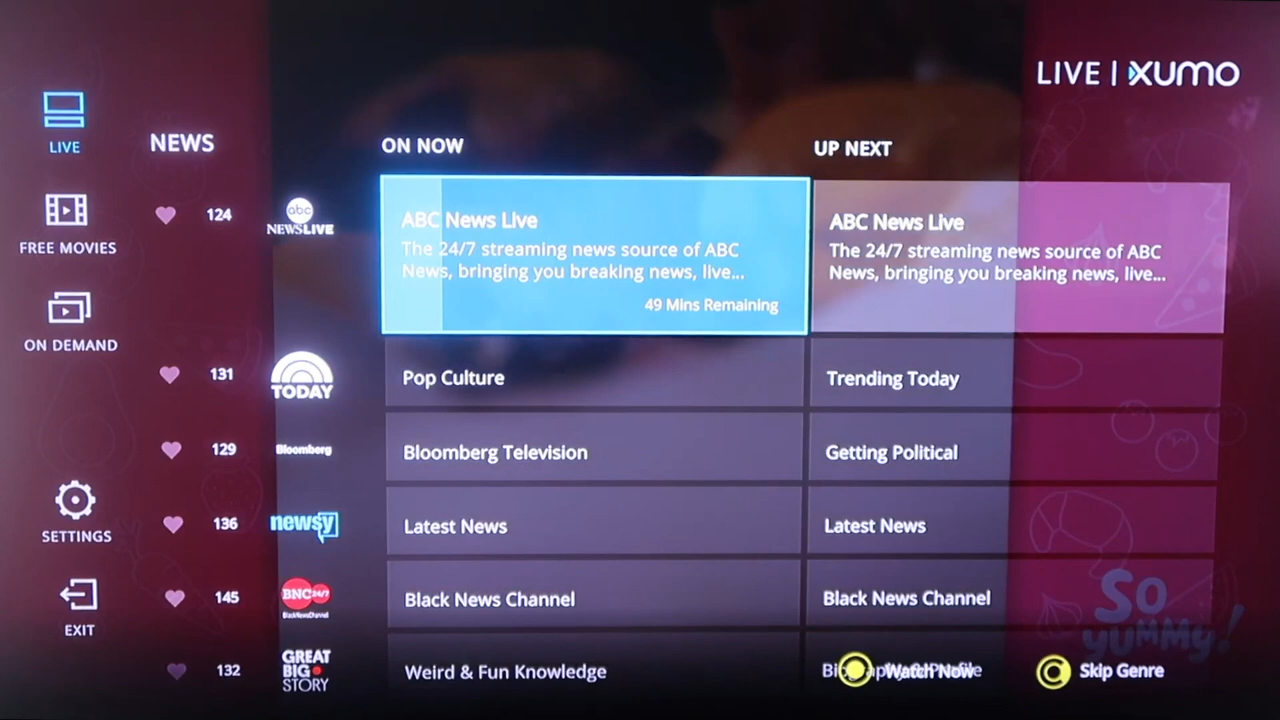 LIVE | XUMO
LIVE
NEWS
ON NOW
UP NEXT
FREE MOVIES
124
abc
NEWSLIVE
ABC News Live
The 24/7 streaming news source of ABC
News, bringing you breaking news, live...
49 Mins Remaining
ABC News Live
The 24/7 streaming news source of ABC
News, bringing you breaking news, live...
ON DEMAND
131
TODAY
Pop Culture
Trending Today
129
Bloomberg
Bloomberg Television
Getting Political
SETTINGS
136
newsy
Latest News
Latest News
145
BNC 24/7
BlackNewsChannel
Black News Channel
Black News Channel
EXIT
132
GREAT
BIG
STORY
Weird & Fun Knowledge
Biography & Profile
Watch Now
Skip Genre
So
yummy!